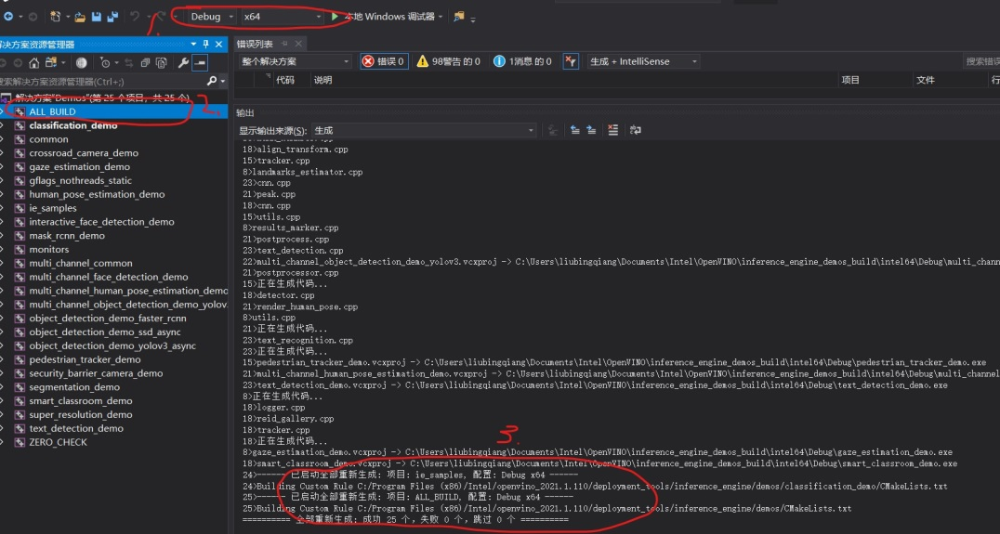 Debug x64 本地 Windows 调试器
解决方案资源管理器
搜索解决方案资源管理器(Ctrl+;)
解决方案"Demos"(第 25 个项目，共 25 个)
ALL_BUILD
classification_demo
common
crossroad_camera_demo
gaze_estimation_demo
gflags_nothreads_static
human_pose_estimation_demo
ie_samples
interactive_face_detection_demo
mask_rcnn_demo
monitors
multi_channel_common
multi_channel_face_detection_demo
multi_channel_human_pose_estimation_demo
multi_channel_object_detection_demo_yolov3
object_detection_demo_faster_rcnn
object_detection_demo_ssd_async
object_detection_demo_yolov3_async
pedestrian_tracker_demo
security_barrier_camera_demo
segmentation_demo
smart_classroom_demo
super_resolution_demo
text_detection_demo
ZERO_CHECK
1.
2.
错误列表
整个解决方案 错误 0 98警告 的 0 1消息 的 0 生成 + IntelliSense 搜索错误
代码 说明 项目 文件 行
输出
显示输出来源(S): 生成
18>align_transform.cpp
15>tracker.cpp
8>landmarks_estimator.cpp
23>cnn.cpp
21>peak.cpp
18>cnn.cpp
15>utils.cpp
8>results_marker.cpp
21>postprocess.cpp
23>text_detection.cpp
22>multi_channel_object_detection_demo_yolov3.vcxproj -> C:\Users\liubingqiang\Documents\Intel\OpenVINO\inference_engine_demos_build\intel64\Debug\multi_chann
21>postprocessor.cpp
15>正在生成代码...
18>detector.cpp
21>render_human_pose.cpp
8>utils.cpp
21>正在生成代码...
23>text_recognition.cpp
23>正在生成代码...
15>pedestrian_tracker_demo.vcxproj -> C:\Users\liubingqiang\Documents\Intel\OpenVINO\inference_engine_demos_build\intel64\Debug\pedestrian_tracker_demo.exe
21>multi_channel_human_pose_estimation_demo.vcxproj -> C:\Users\liubingqiang\Documents\Intel\OpenVINO\inference_engine_demos_build\intel64\Debug\multi_channel
23>text_detection_demo.vcxproj -> C:\Users\liubingqiang\Documents\Intel\OpenVINO\inference_engine_demos_build\intel64\Debug\text_detection_demo.exe
8>正在生成代码...
18>logger.cpp
18>reid_gallery.cpp
18>tracker.cpp
18>正在生成代码...
3.
8>gaze_estimation_demo.vcxproj -> C:\Users\liubingqiang\Documents\Intel\OpenVINO\inference_engine_demos_build\intel64\Debug\gaze_estimation_demo.exe
18>smart_classroom_demo.vcxproj -> C:\Users\liubingqiang\Documents\Intel\OpenVINO\inference_engine_demos_build\intel64\Debug\smart_classroom_demo.exe
24>------ 已启动全部重新生成: 项目: ie_samples, 配置: Debug x64 ------
24>Building Custom Rule C:/Program Files (x86)/Intel/openvino_2021.1.110/deployment_tools/inference_engine/demos/classification_demo/CMakeLists.txt
25>------ 已启动全部重新生成: 项目: ALL_BUILD, 配置: Debug x64 ------
25>Building Custom Rule C:/Program Files (x86)/Intel/openvino_2021.1.110/deployment_tools/inference_engine/demos/CMakeLists.txt
========== 全部重新生成: 成功 25 个，失败 0 个，跳过 0 个 ==========